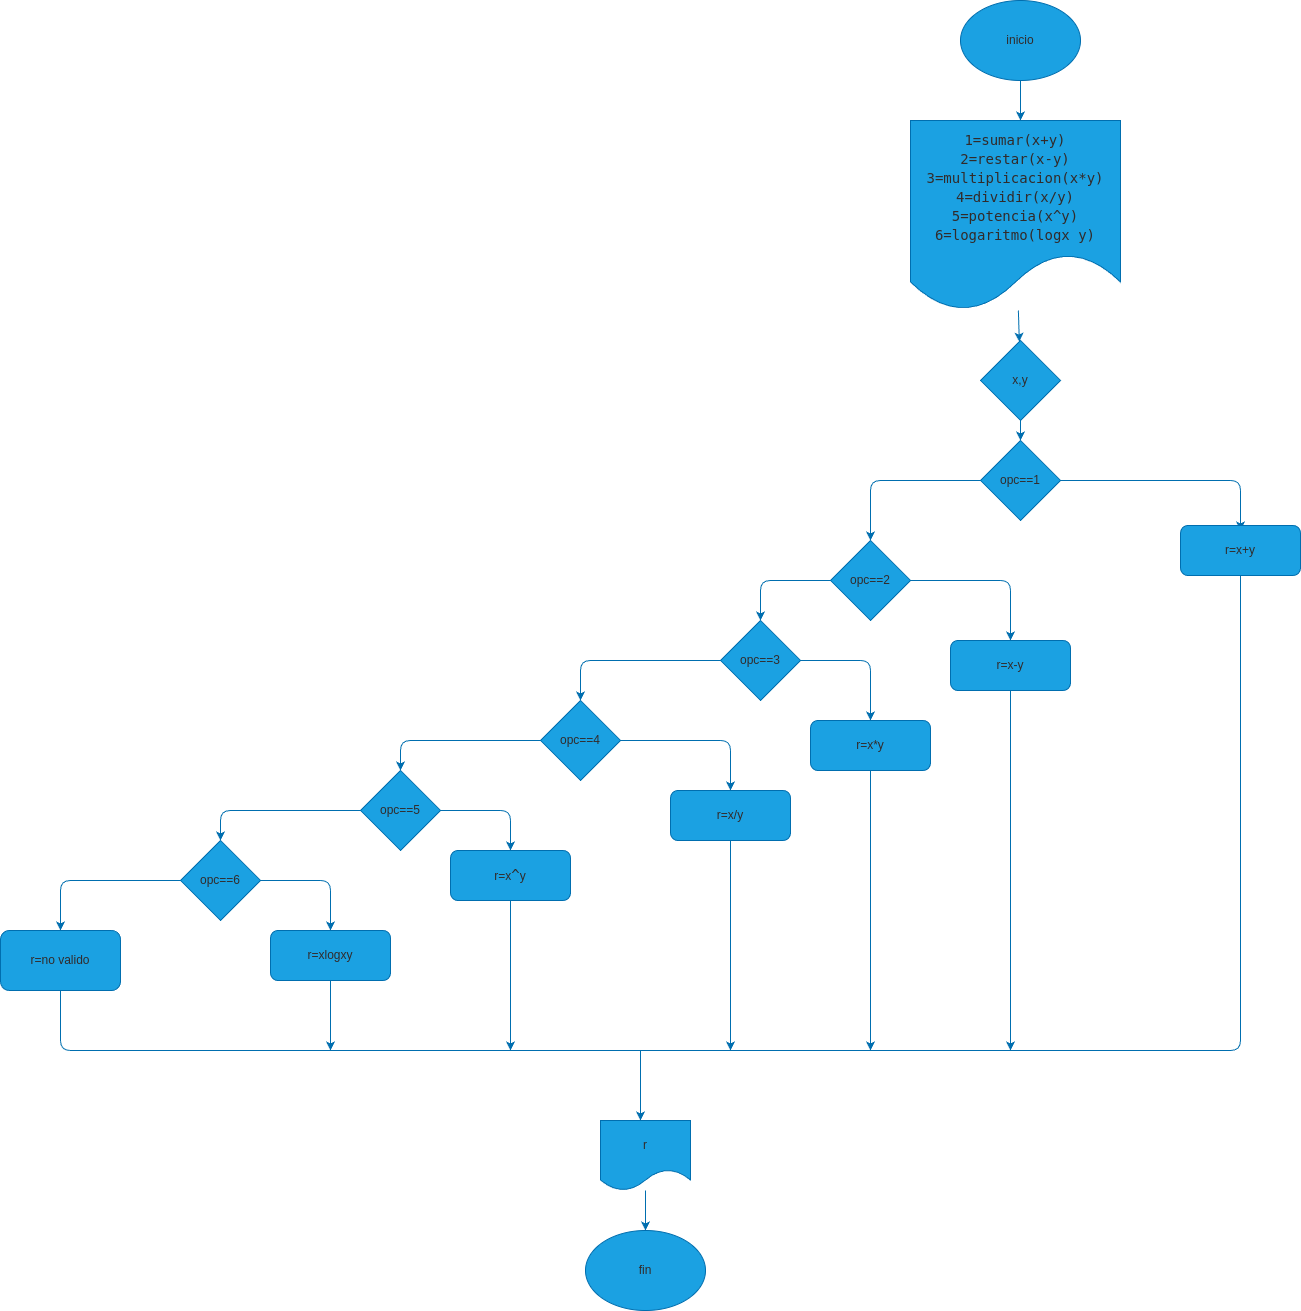 inicio
1=sumar(x+y)
2=restar(x-y)
3=multiplicacion(x*y)
4=dividir(x/y)
5=potencia(x^y)
6=logaritmo(logx y)
x,y
opc==1
r=x+y
opc==2
r=x-y
opc==3
r=x*y
opc==4
r=x/y
opc==5
r=x^y
opc==6
r=xlogxy
r=no valido
r
fin